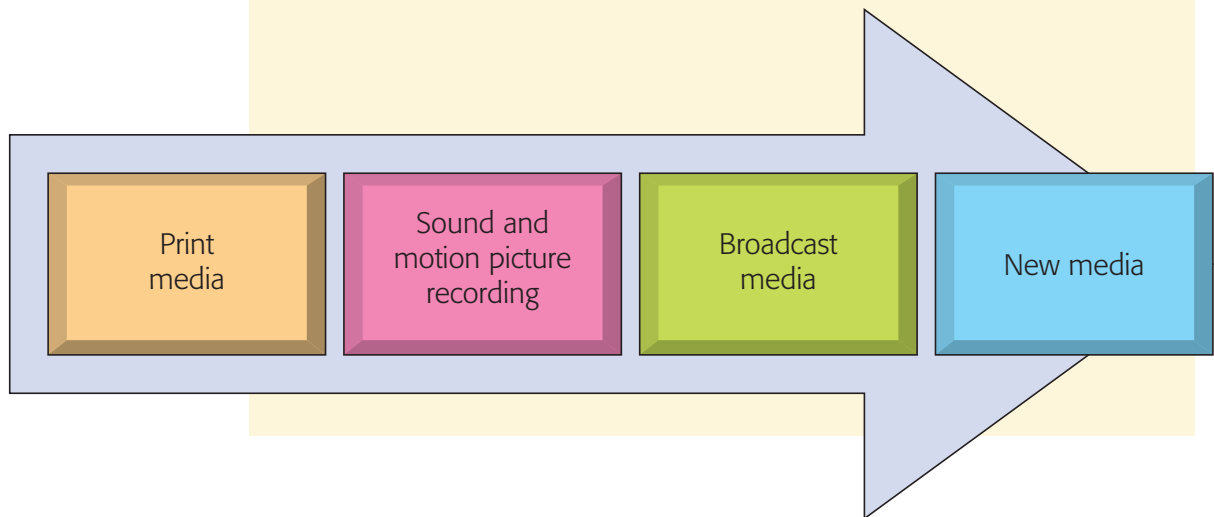 Print
media
Sound and
motion picture
recording
Broadcast
media
New media